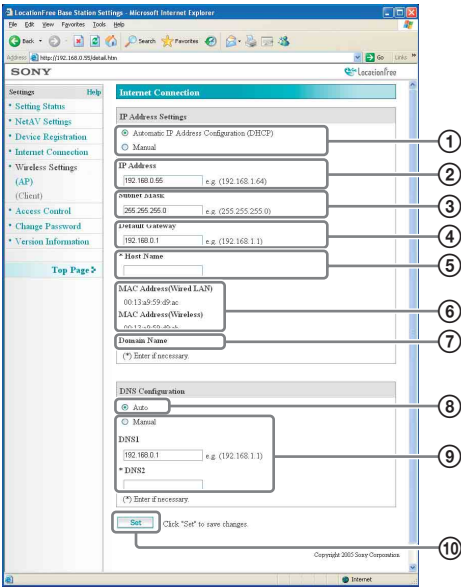 LocationFree Base Station Settings - Microsoft Internet Explorer
File Edit View Favorites Tools Help
Back Search Favorites
Address http://192.168.0.55/detail.htm Go Links
SONY LocationFree
Settings Help
Setting Status
NetAV Settings
Device Registration
Internet Connection
Wireless Settings
(AP)
(Client)
Access Control
Change Password
Version Information
Top Page
Internet Connection
IP Address Settings
Automatic IP Address Configuration (DHCP)
Manual
1
IP Address
192.168.0.55 e.g. (192.168.1.64)
2
Subnet Mask
255.255.255.0 e.g. (255.255.255.0)
3
Default Gateway
192.168.0.1 e.g. (192.168.1.1)
4
* Host Name
5
MAC Address(Wired LAN)
00:13:a9:59:d9:ac
MAC Address(Wireless)
6
Domain Name
7
(*) Enter if necessary.
DNS Configuration
Auto
8
Manual
DNS1
192.168.0.1 e.g. (192.168.1.1)
* DNS2
9
(*) Enter if necessary.
Set Click "Set" to save changes.
10
Copyright 2005 Sony Corporation
Internet